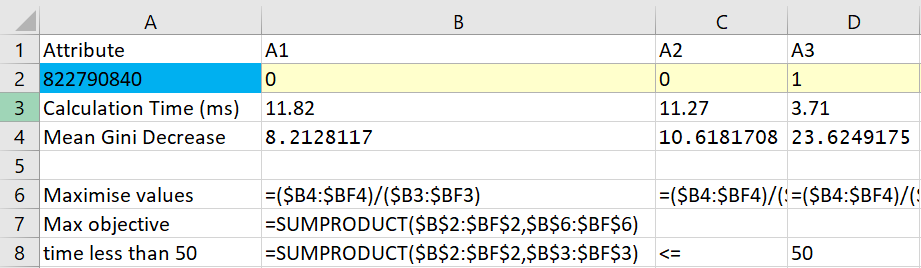 A B C D
1 Attribute A1 A2 A3
2 822790840 0 0 1
3 Calculation Time (ms) 11.82 11.27 3.71
4 Mean Gini Decrease 8.2128117 10.6181708 23.6249175
5
6 Maximise values =($B4:$BF4)/($B3:$BF3) =($B4:$BF4)/($ =($B4:$BF4)/($
7 Max objective =SUMPRODUCT($B$2:$BF$2,$B$6:$BF$6)
8 time less than 50 =SUMPRODUCT($B$2:$BF$2,$B$3:$BF$3) <= 50